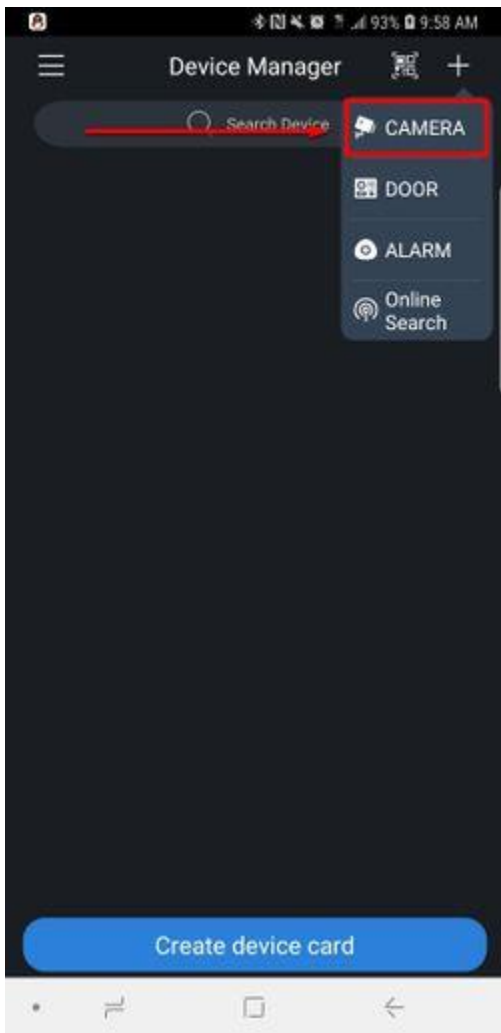 93% 9:58 AM
Device Manager
Search Device
CAMERA
DOOR
ALARM
Online
Search
Create device card